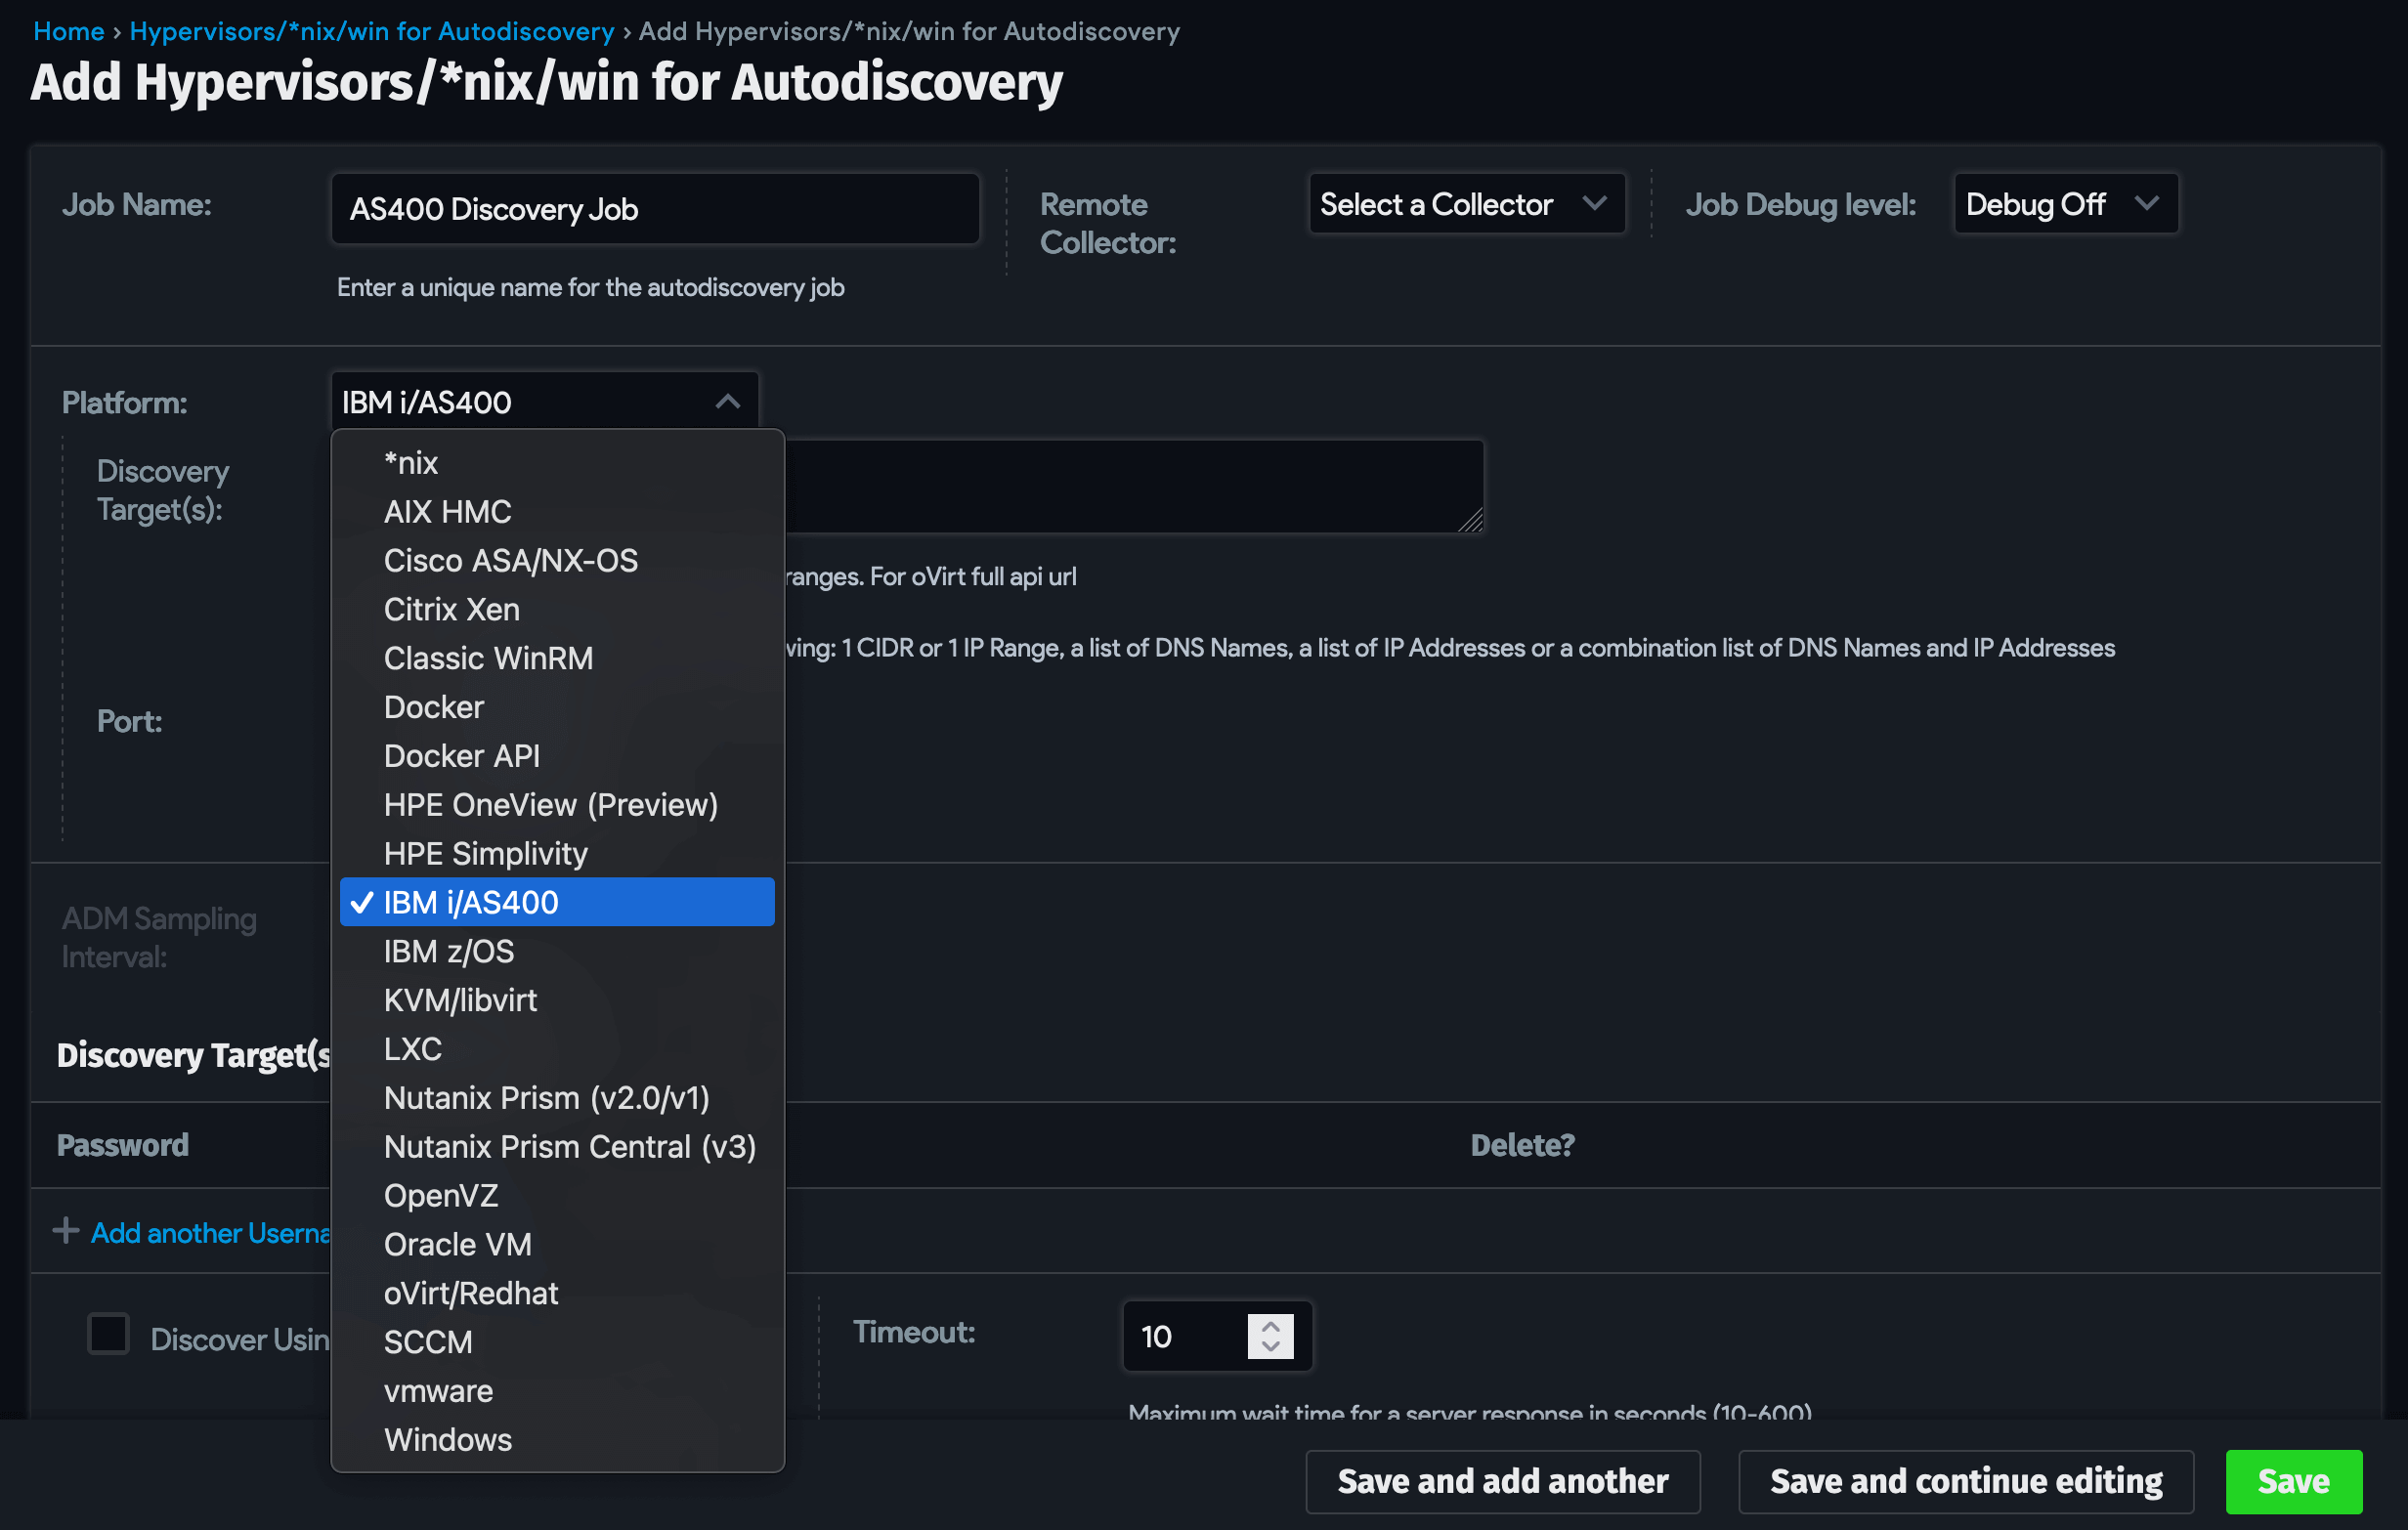 Home › Hypervisors/*nix/win for Autodiscovery › Add Hypervisors/*nix/win for Autodiscovery
Add Hypervisors/*nix/win for Autodiscovery
Job Name:
AS400 Discovery Job
Enter a unique name for the autodiscovery job
Remote
Collector:
Select a Collector
Job Debug level:
Debug Off
Platform:
IBM i/AS400
*nix
AIX HMC
Cisco ASA/NX-OS
Citrix Xen
Classic WinRM
Docker
Docker API
HPE OneView (Preview)
HPE Simplivity
✓ IBM i/AS400
IBM z/OS
KVM/libvirt
LXC
Nutanix Prism (v2.0/v1)
Nutanix Prism Central (v3)
OpenVZ
Oracle VM
oVirt/Redhat
SCCM
vmware
Windows
Discovery
Target(s):
ranges. For oVirt full api url
wing: 1 CIDR or 1 IP Range, a list of DNS Names, a list of IP Addresses or a combination list of DNS Names and IP Addresses
Port:
ADM Sampling
Interval:
Discovery Target(s
Password
Delete?
Add another Userna
Discover Usin
Timeout:
10
Maximum wait time for a server response in seconds (10-600)
Save and add another
Save and continue editing
Save